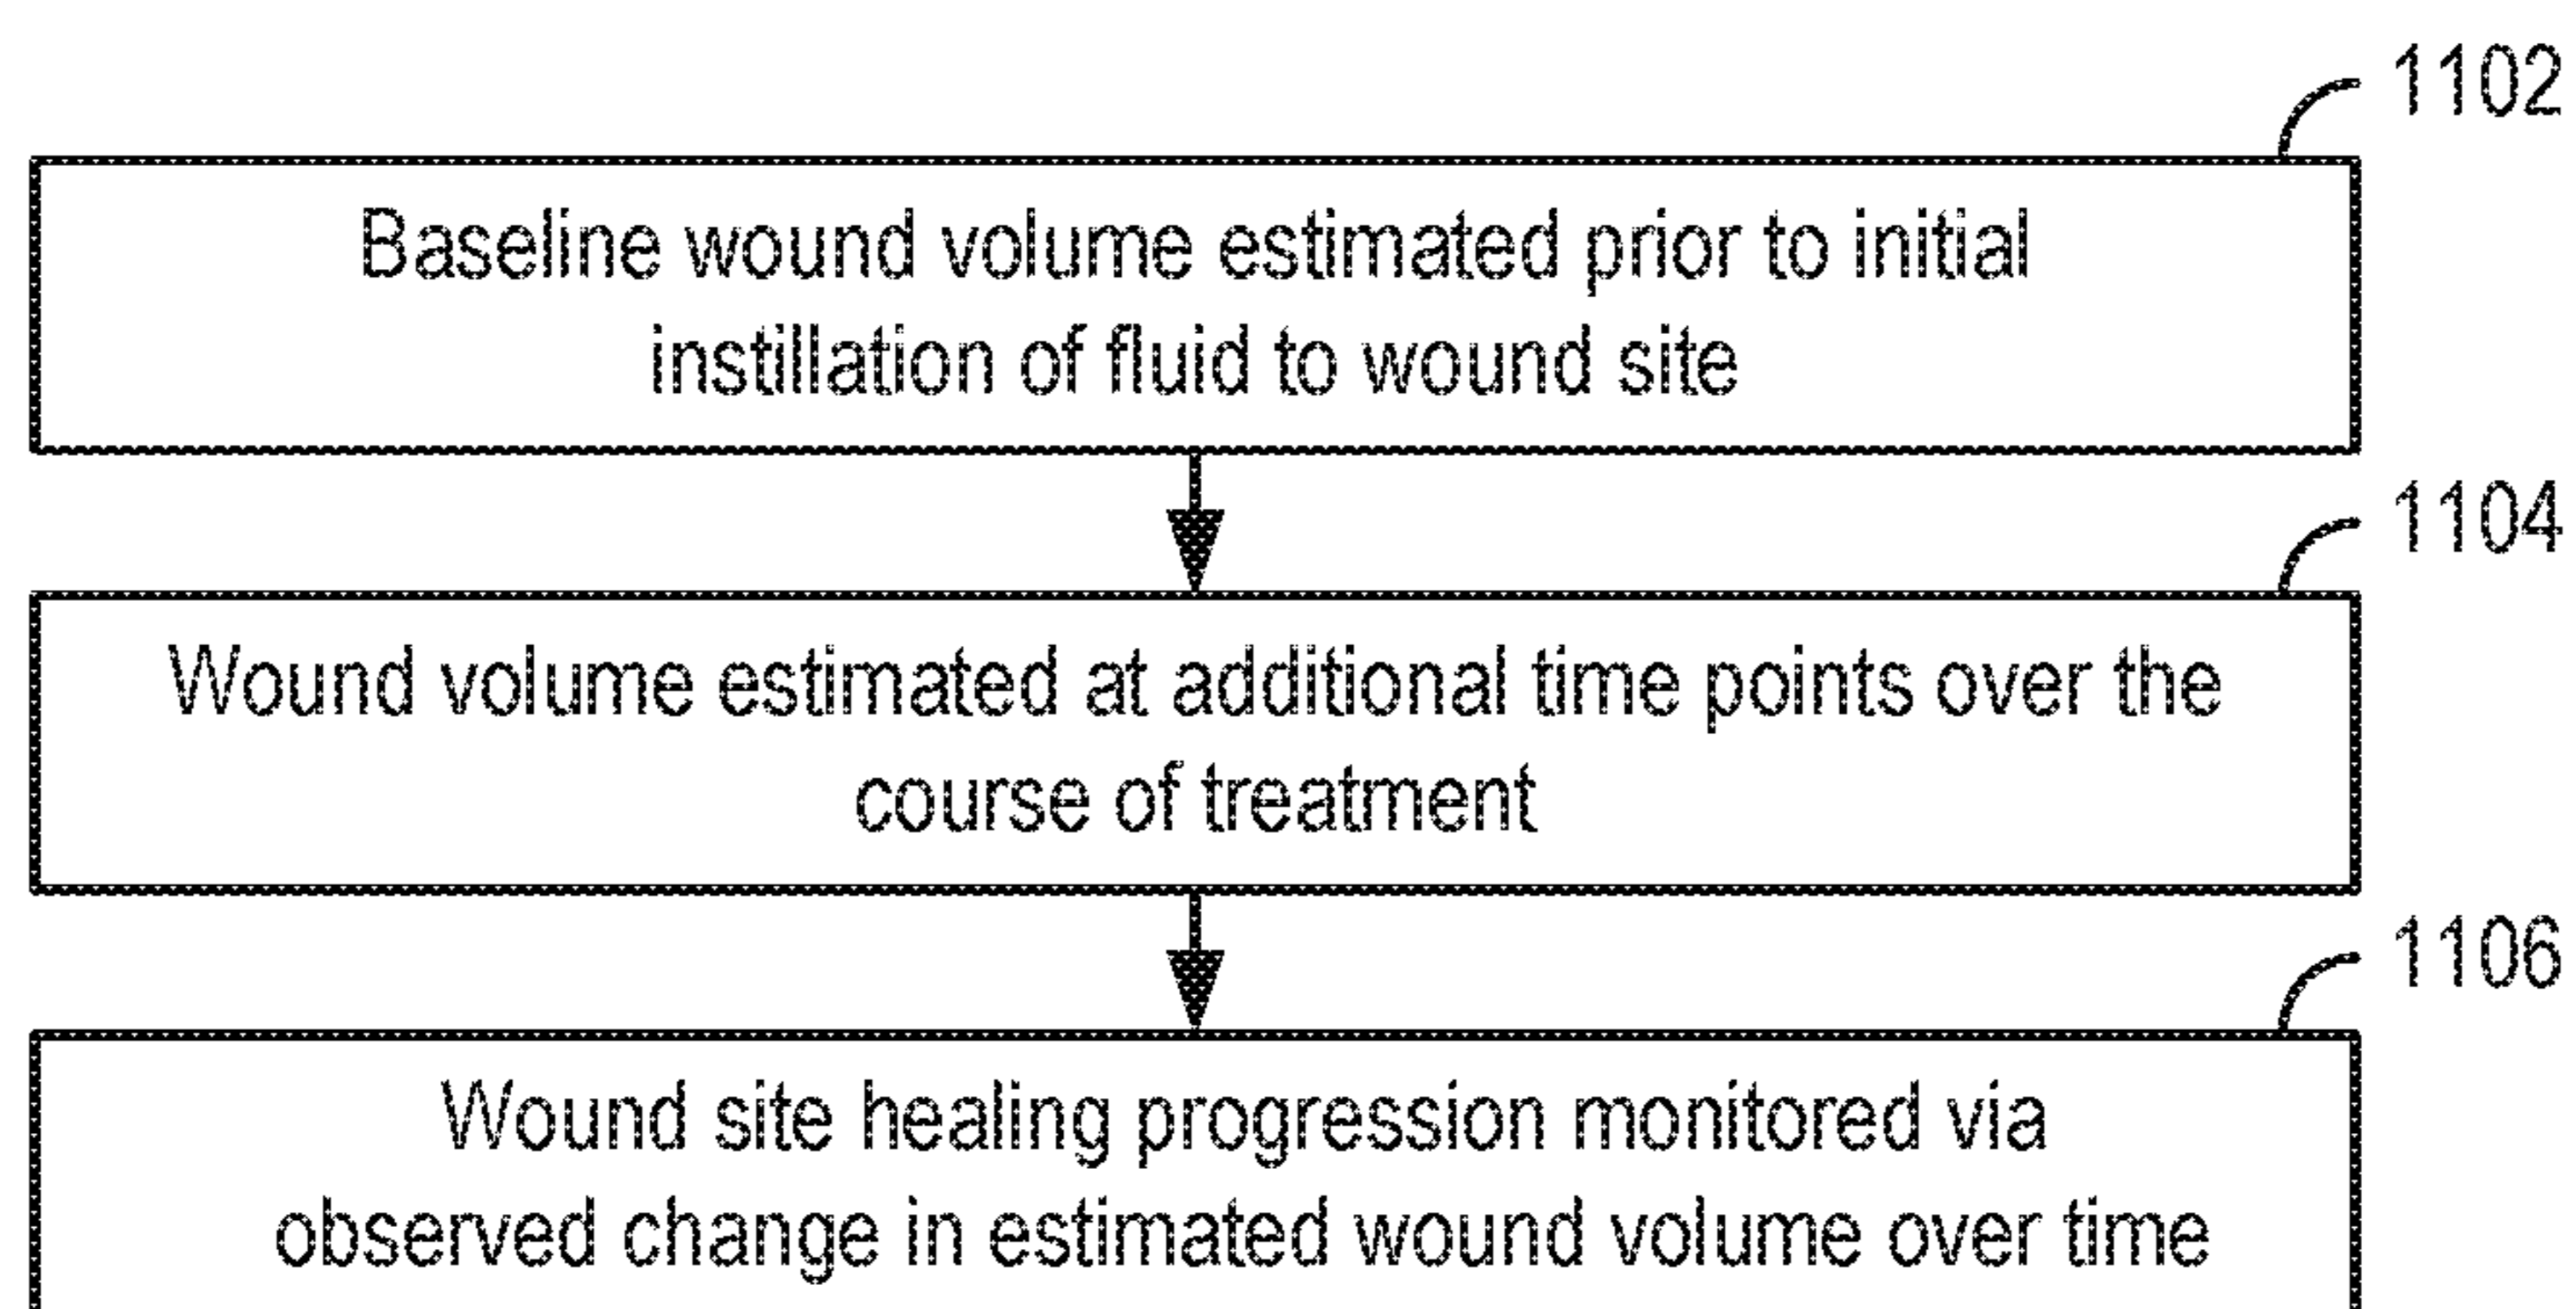 1102
Baseline wound volume estimated prior to initial
instillation of fluid to wound site
1104
Wound volume estimated at additional time points over the
course of treatment
1106
Wound site healing progression monitored via
observed change in estimated wound volume over time